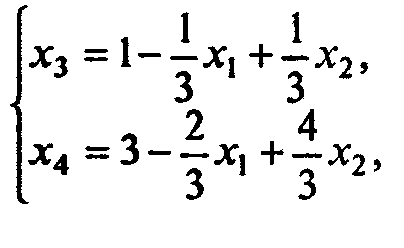 x₃ = 1 − 1/3 x₁ + 1/3 x₂,
x₄ = 3 − 2/3 x₁ + 4/3 x₂,